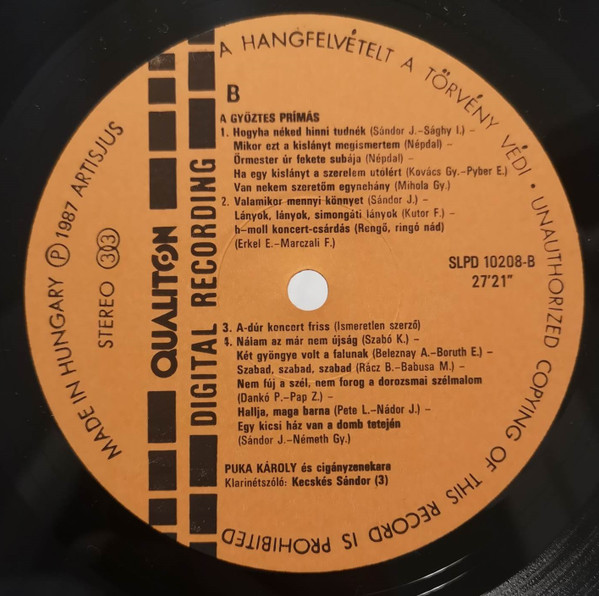 A HANGFELVÉTELT A TÖRVÉNY VÉDI • UNAUTHORIZED COPYING OF THIS RECORD IS PROHIBITED
MADE IN HUNGARY Ⓟ 1987 ARTISJUS
STEREO 33
QUALITON
DIGITAL RECORDING
B
A GYŐZTES PRÍMÁS
1. Hogyha néked hinni tudnék (Sándor J.–Sághy I.) –
Mikor ezt a kislányt megismertem (Népdal) –
Örmester úr fekete subája (Népdal) –
Ha egy kislányt a szerelem utolért (Kovács Gy.–Pyber E.)
Van nekem szeretőm egynehány (Mihola Gy.)
2. Valamikor mennyi könnyet (Sándor J.) –
Lányok, lányok, simongáti lányok (Kutor F.) –
h-moll koncert-csárdás (Rengő, ringó nád)
(Erkel E.–Marczali F.)
SLPD 10208-B
27'21"
3. A-dúr koncert friss (Ismeretlen szerző)
4. Nálam az már nem újság (Szabó K.) –
Két gyöngye volt a falunak (Beleznay A.–Boruth E.) –
Szabad, szabad, szabad (Rácz B.–Babusa M.) –
Nem fúj a szél, nem forog a dorozsmai szélmalom
(Dankó P.–Pap Z.) –
Hallja, maga barna (Pete L.–Nádor J.) –
Egy kicsi ház van a domb tetején
(Sándor J.–Németh Gy.)
PUKA KÁROLY és cigányzenekara
Klarinétszóló: Kecskés Sándor (3)